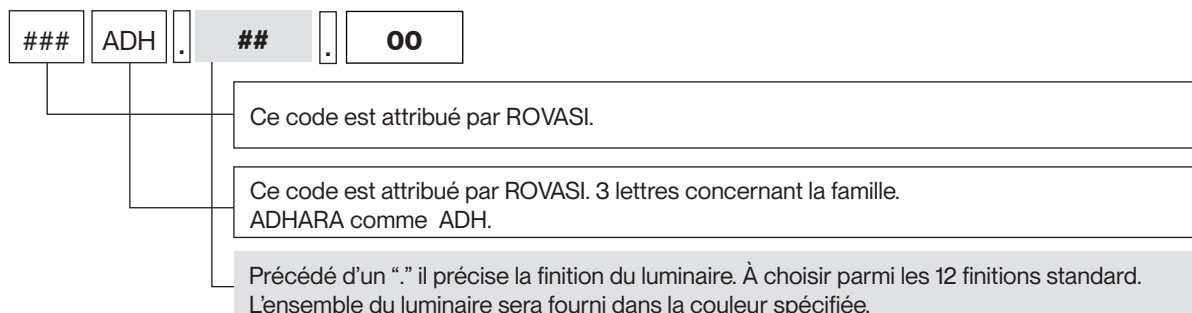 ### ADH . ## . 00
Ce code est attribué par ROVASI.
Ce code est attribué par ROVASI. 3 lettres concernant la famille.
ADHARA comme ADH.
Précédé d’un “.” il précise la finition du luminaire. À choisir parmi les 12 finitions standard.
L’ensemble du luminaire sera fourni dans la couleur spécifiée.